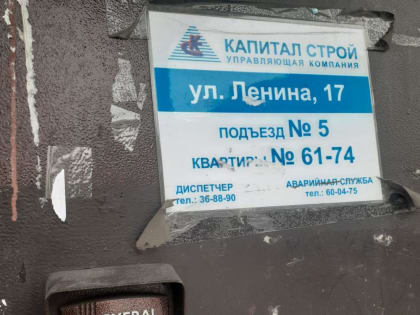 КАПИТАЛ СТРОЙ
УПРАВЛЯЮЩАЯ КОМПАНИЯ
ул. Ленина, 17
ПОДЪЕЗД № 5
КВАРТИРЫ № 61-74
ДИСПЕТЧЕР АВАРИЙНАЯ СЛУЖБА
тел.: 36-88-90 тел.: 60-04-75